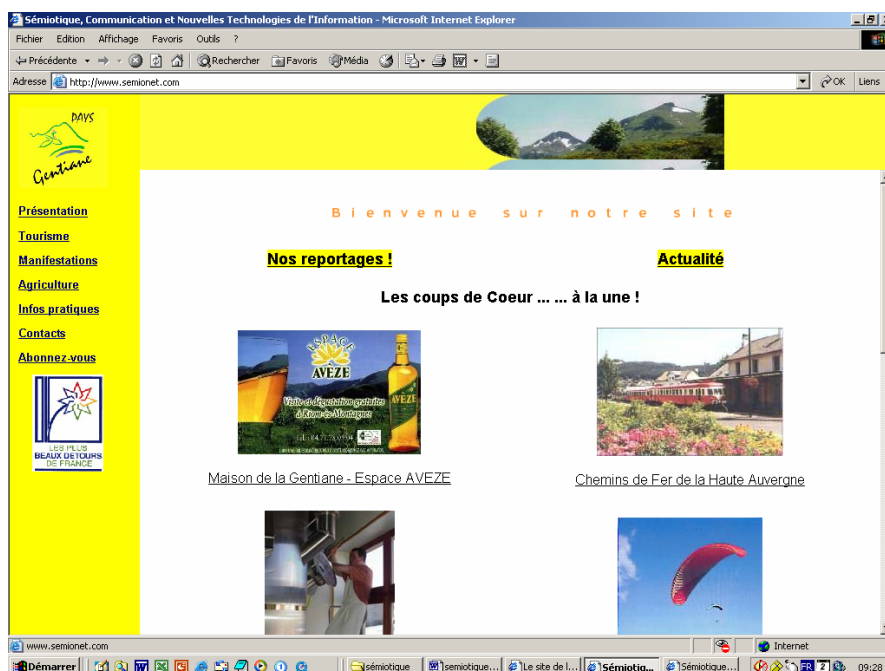 Sémiotique, Communication et Nouvelles Technologies de l'Information - Microsoft Internet Explorer
Fichier Edition Affichage Favoris Outils ?
Précédente Rechercher Favoris Média
Adresse http://www.semionet.com OK Liens
PAYS
Gentiane
Bienvenue sur notre site
Présentation
Tourisme
Manifestations
Agriculture
Infos pratiques
Contacts
Abonnez-vous
LES PLUS
BEAUX DETOURS
DE FRANCE
Nos reportages ! Actualité
Les coups de Coeur ... ... à la une !
ESPACE
AVEZE
Visite et dégustation gratuites
à Riom-ès-Montagnes
AVEZE
Maison de la Gentiane - Espace AVEZE
Chemins de Fer de la Haute Auvergne
www.semionet.com Internet
Démarrer sémiotique semiotique... Le site de l... Sémiotiq... Sémiotique... FR 09:28